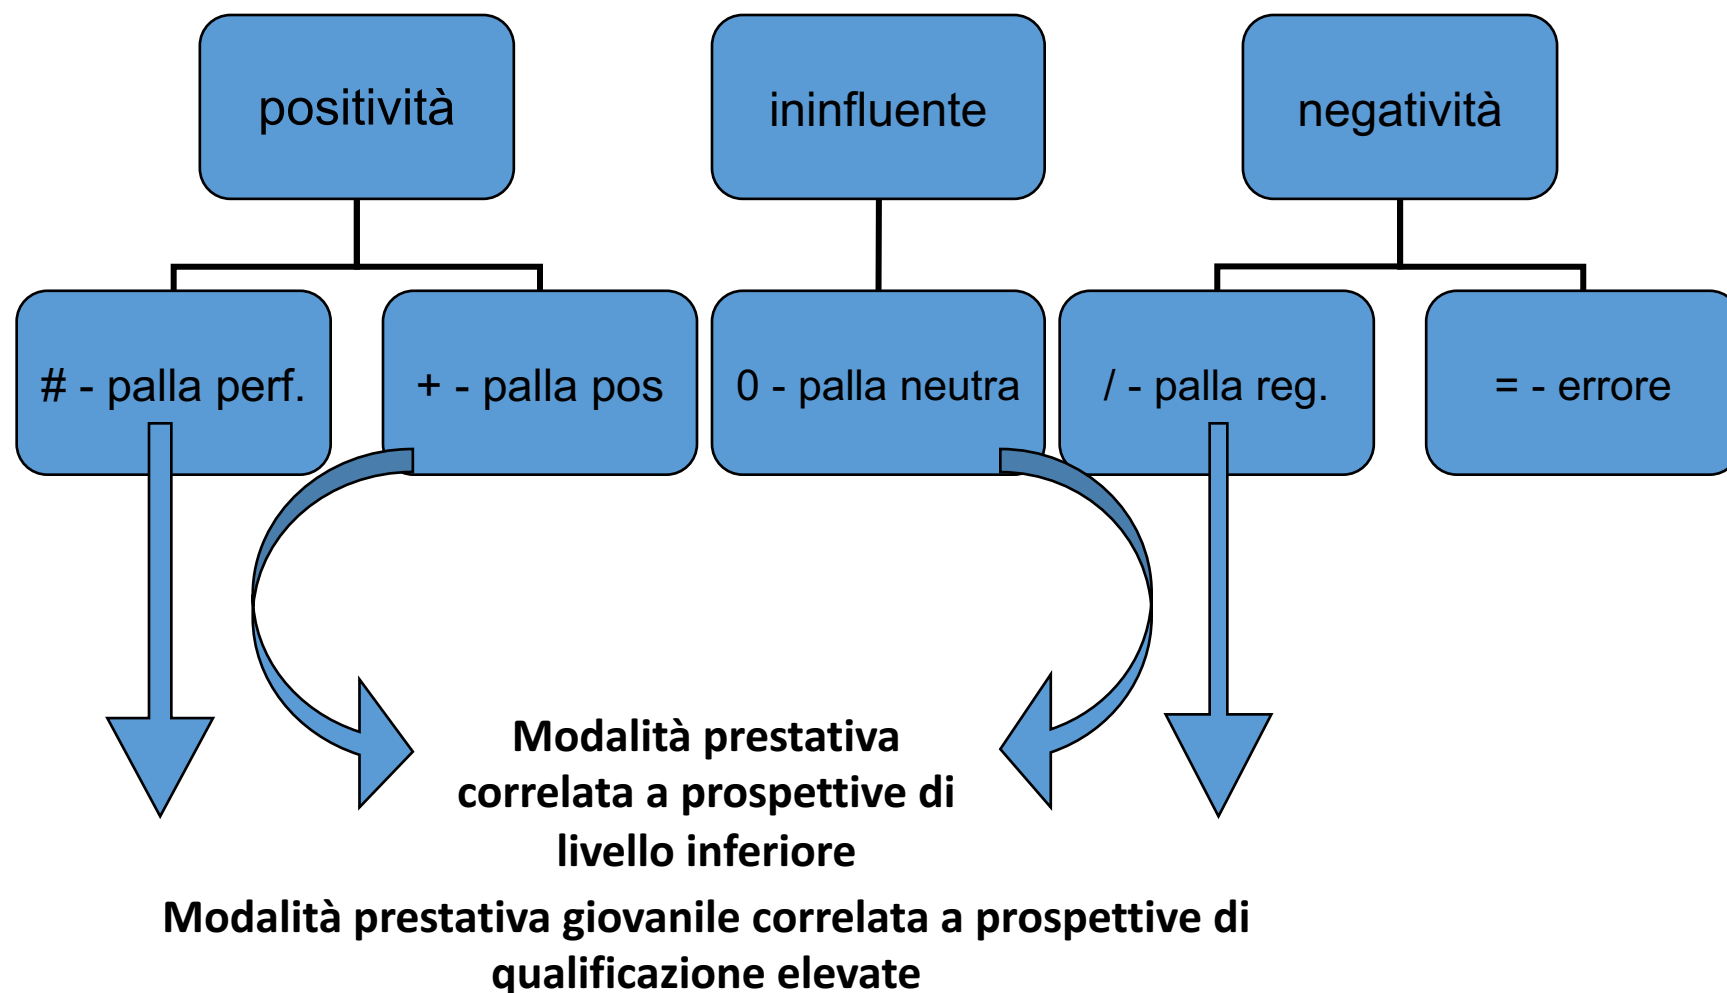 positività
ininfluente
negatività
# - palla perf.
+ - palla pos
0 - palla neutra
/ - palla reg.
= - errore
Modalità prestativa
correlata a prospettive di
livello inferiore
Modalità prestativa giovanile correlata a prospettive di
qualificazione elevate